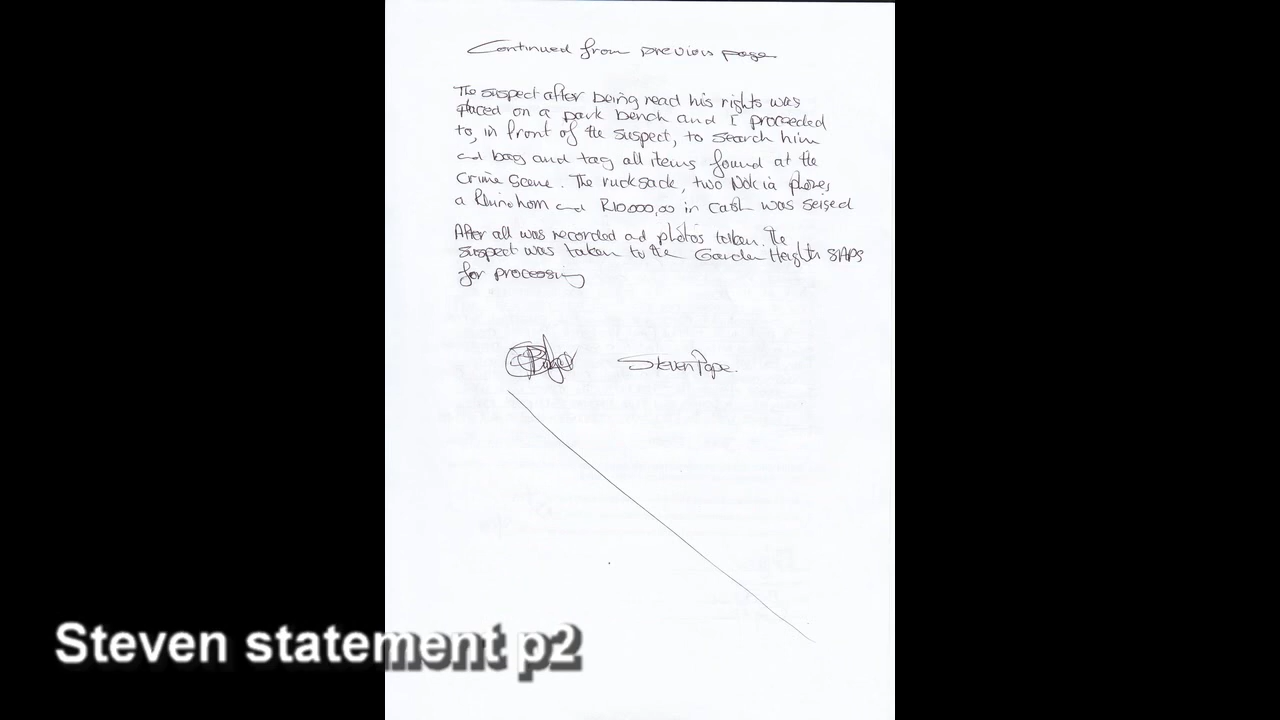 Continued from previous page
The suspect after being read his rights was
placed on a park bench and I proceeded
to, in front of the suspect, to search him
and bag and tag all items found at the
Crime Scene. The rucksack, two Nokia phones,
a Rhino horn and R10000,00 in cash was seised
After all was recorded ad photos taken. the
suspect was taken to the Garden Heights SAPS
for processing
Steven Pape.
Steven statement p2